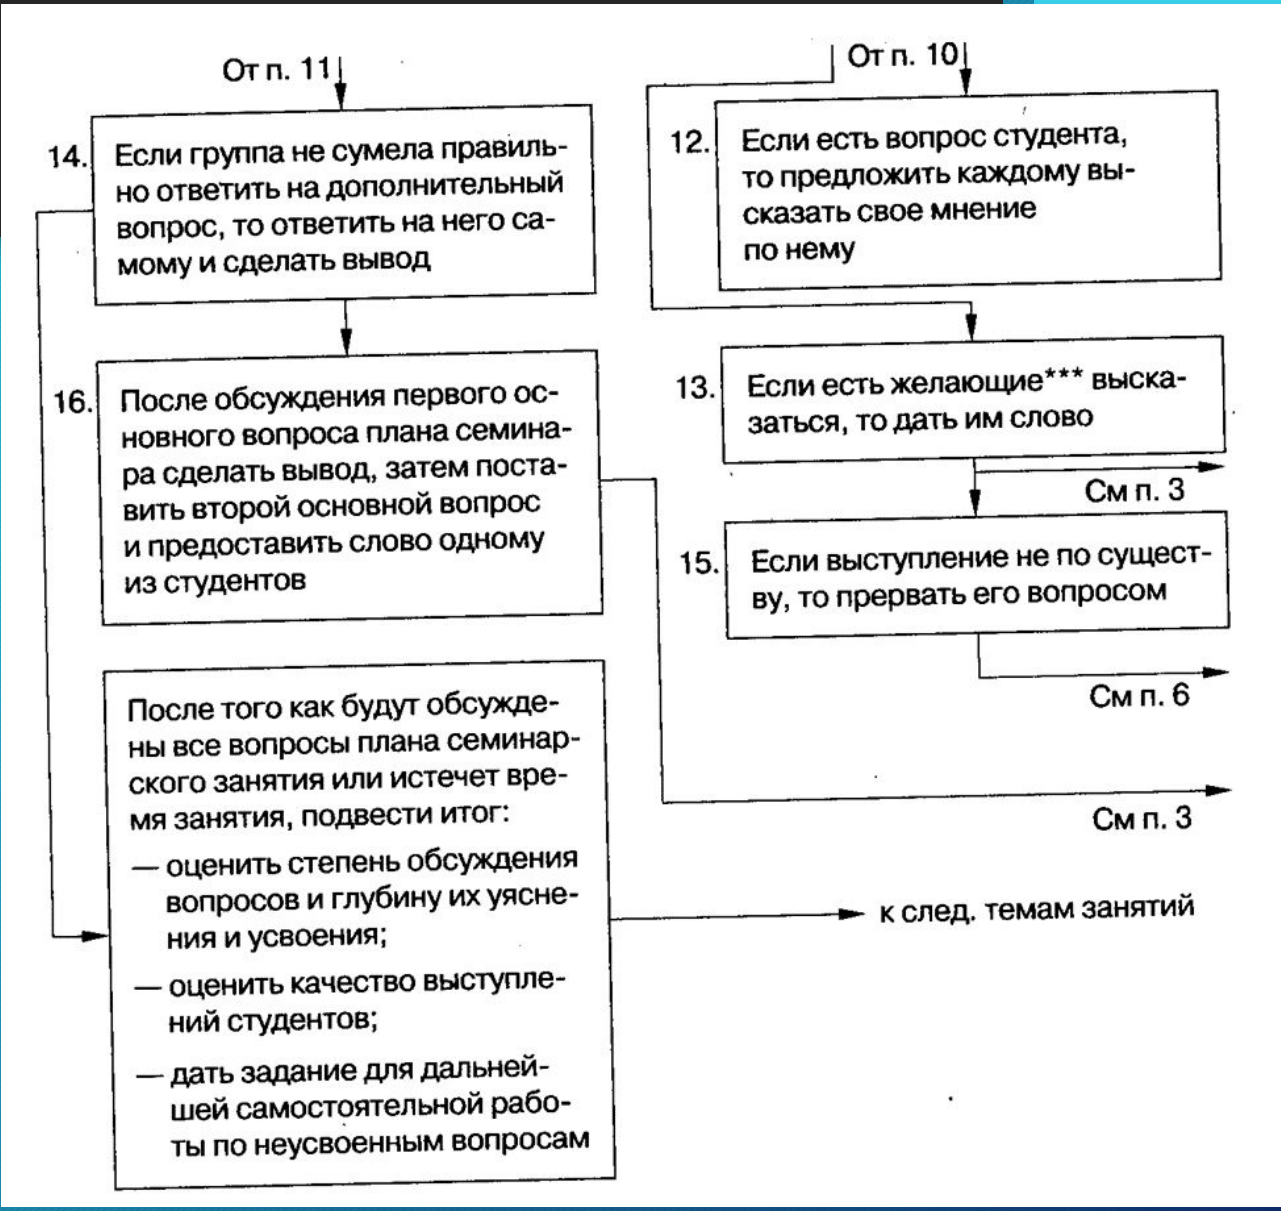 От п. 11
14. Если группа не сумела правиль-
но ответить на дополнительный
вопрос, то ответить на него са-
мому и сделать вывод
16. После обсуждения первого ос-
новного вопроса плана семина-
ра сделать вывод, затем поста-
вить второй основной вопрос
и предоставить слово одному
из студентов
После того как будут обсужде-
ны все вопросы плана семинар-
ского занятия или истечет вре-
мя занятия, подвести итог:
— оценить степень обсуждения
вопросов и глубину их уясне-
ния и усвоения;
— оценить качество выступле-
ний студентов;
— дать задание для дальней-
шей самостоятельной рабо-
ты по неусвоенным вопросам
От п. 10
12. Если есть вопрос студента,
то предложить каждому вы-
сказать свое мнение
по нему
13. Если есть желающие*** выска-
заться, то дать им слово
См п. 3
15. Если выступление не по сущест-
ву, то прервать его вопросом
См п. 6
См п. 3
к след. темам занятий